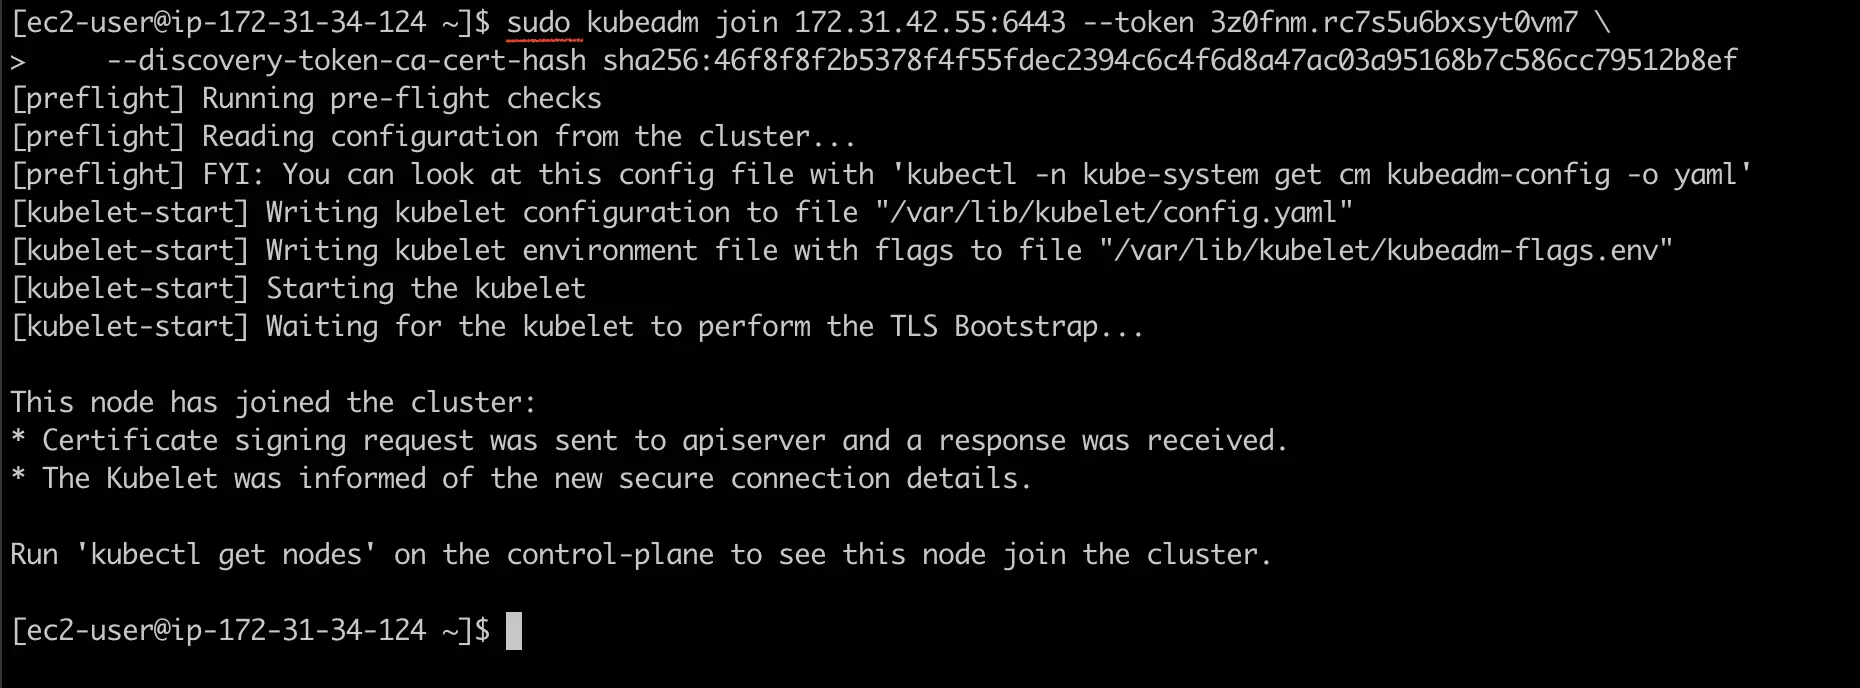 [ec2-user@ip-172-31-34-124 ~]$ sudo kubeadm join 172.31.42.55:6443 --token 3z0fnm.rc7s5u6bxsyt0vm7 \
>     --discovery-token-ca-cert-hash sha256:46f8f8f2b5378f4f55fdec2394c6c4f6d8a47ac03a95168b7c586cc79512b8ef
[preflight] Running pre-flight checks
[preflight] Reading configuration from the cluster...
[preflight] FYI: You can look at this config file with 'kubectl -n kube-system get cm kubeadm-config -o yaml'
[kubelet-start] Writing kubelet configuration to file "/var/lib/kubelet/config.yaml"
[kubelet-start] Writing kubelet environment file with flags to file "/var/lib/kubelet/kubeadm-flags.env"
[kubelet-start] Starting the kubelet
[kubelet-start] Waiting for the kubelet to perform the TLS Bootstrap...
This node has joined the cluster:
* Certificate signing request was sent to apiserver and a response was received.
* The Kubelet was informed of the new secure connection details.
Run 'kubectl get nodes' on the control-plane to see this node join the cluster.
[ec2-user@ip-172-31-34-124 ~]$